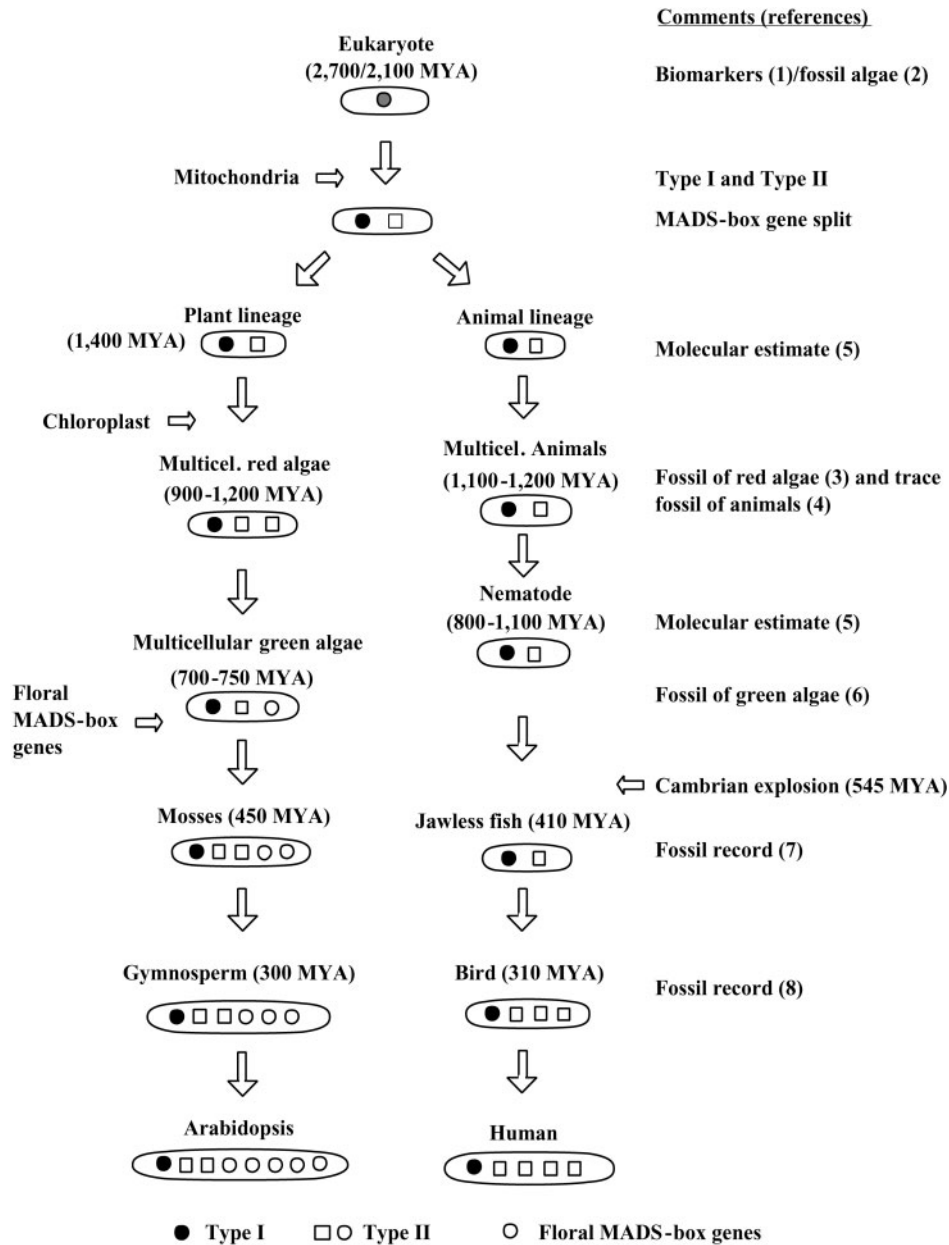 Comments (references)
Eukaryote
(2,700/2,100 MYA)
Biomarkers (1)/fossil algae (2)
Mitochondria
Type I and Type II
MADS-box gene split
Plant lineage
(1,400 MYA)
Animal lineage
Molecular estimate (5)
Chloroplast
Multicel. red algae
(900-1,200 MYA)
Multicel. Animals
(1,100-1,200 MYA)
Fossil of red algae (3) and trace
fossil of animals (4)
Nematode
(800-1,100 MYA)
Molecular estimate (5)
Multicellular green algae
(700-750 MYA)
Fossil of green algae (6)
Floral
MADS-box
genes
Cambrian explosion (545 MYA)
Mosses (450 MYA)
Jawless fish (410 MYA)
Fossil record (7)
Gymnosperm (300 MYA)
Bird (310 MYA)
Fossil record (8)
Arabidopsis
Human
Type I
Type II
Floral MADS-box genes